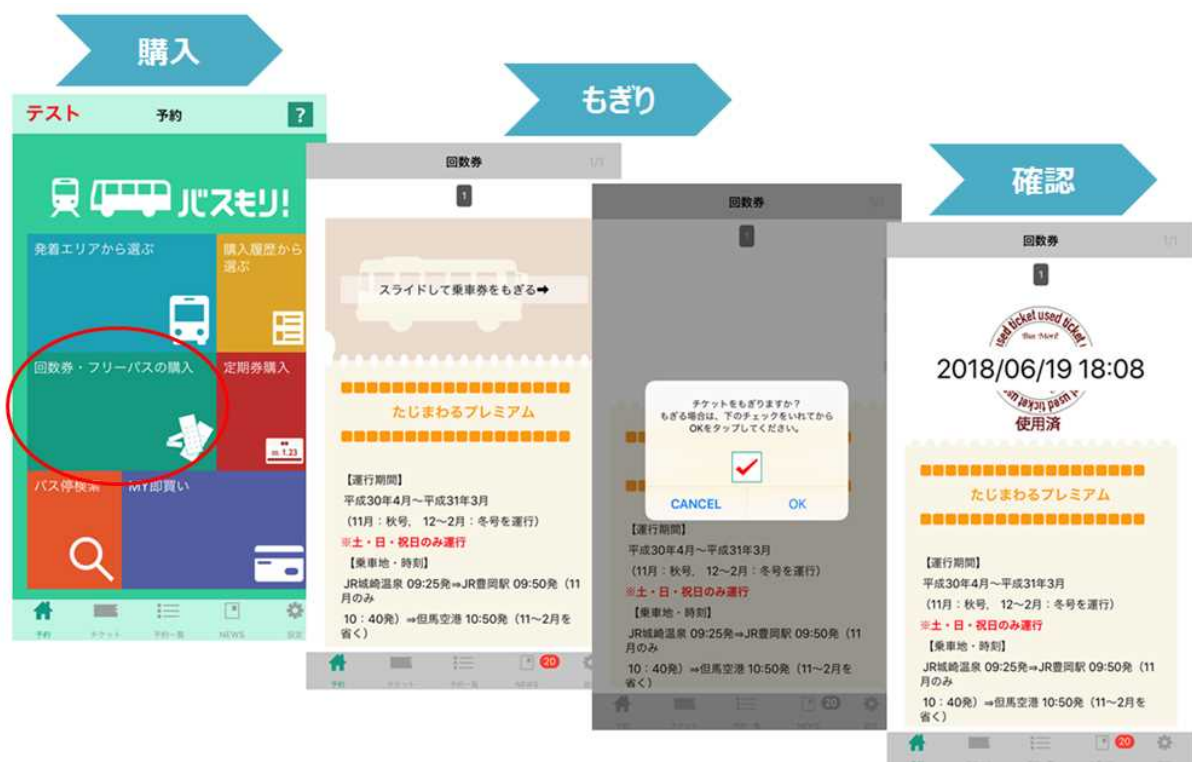 購入
もぎり
確認
テスト
予約
?
バスモリ!
発着エリアから選ぶ
購入履歴から
選ぶ
回数券・フリーパスの購入
定期券購入
バス停検索
MY即買い
予約
チケット
予約一覧
NEWS
設定
回数券
1/1
1
スライドして乗車券をもぎる➡
たじまわるプレミアム
【運行期間】
平成30年4月〜平成31年3月
(11月:秋号, 12〜2月:冬号を運行)
※土・日・祝日のみ運行
【乗車地・時刻】
JR城崎温泉 09:25発⇒JR豊岡駅 09:50発(11
月のみ
10:40発)⇒但馬空港 10:50発(11〜2月を
省く)
20
予約
チケット
予約一覧
NEWS
回数券
1
チケットをもぎりますか?
もぎる場合は、下のチェックをいれてから
OKをタップしてください。
CANCEL
OK
【運行期間】
平成30年4月〜平成31年3月
(11月:秋号, 12〜2月:冬号を運行)
※土・日・祝日のみ運行
【乗車地・時刻】
JR城崎温泉 09:25発⇒JR豊岡駅 09:50発(11
月のみ
10:40発)⇒但馬空港 10:50発(11〜2月を
省く)
20
回数券
1/1
1
used ticket used ticket
Bus More!
2018/06/19 18:08
使用済
たじまわるプレミアム
【運行期間】
平成30年4月〜平成31年3月
(11月:秋号, 12〜2月:冬号を運行)
※土・日・祝日のみ運行
【乗車地・時刻】
JR城崎温泉 09:25発⇒JR豊岡駅 09:50発(11
月のみ
10:40発)⇒但馬空港 10:50発(11〜2月を
省く)
20